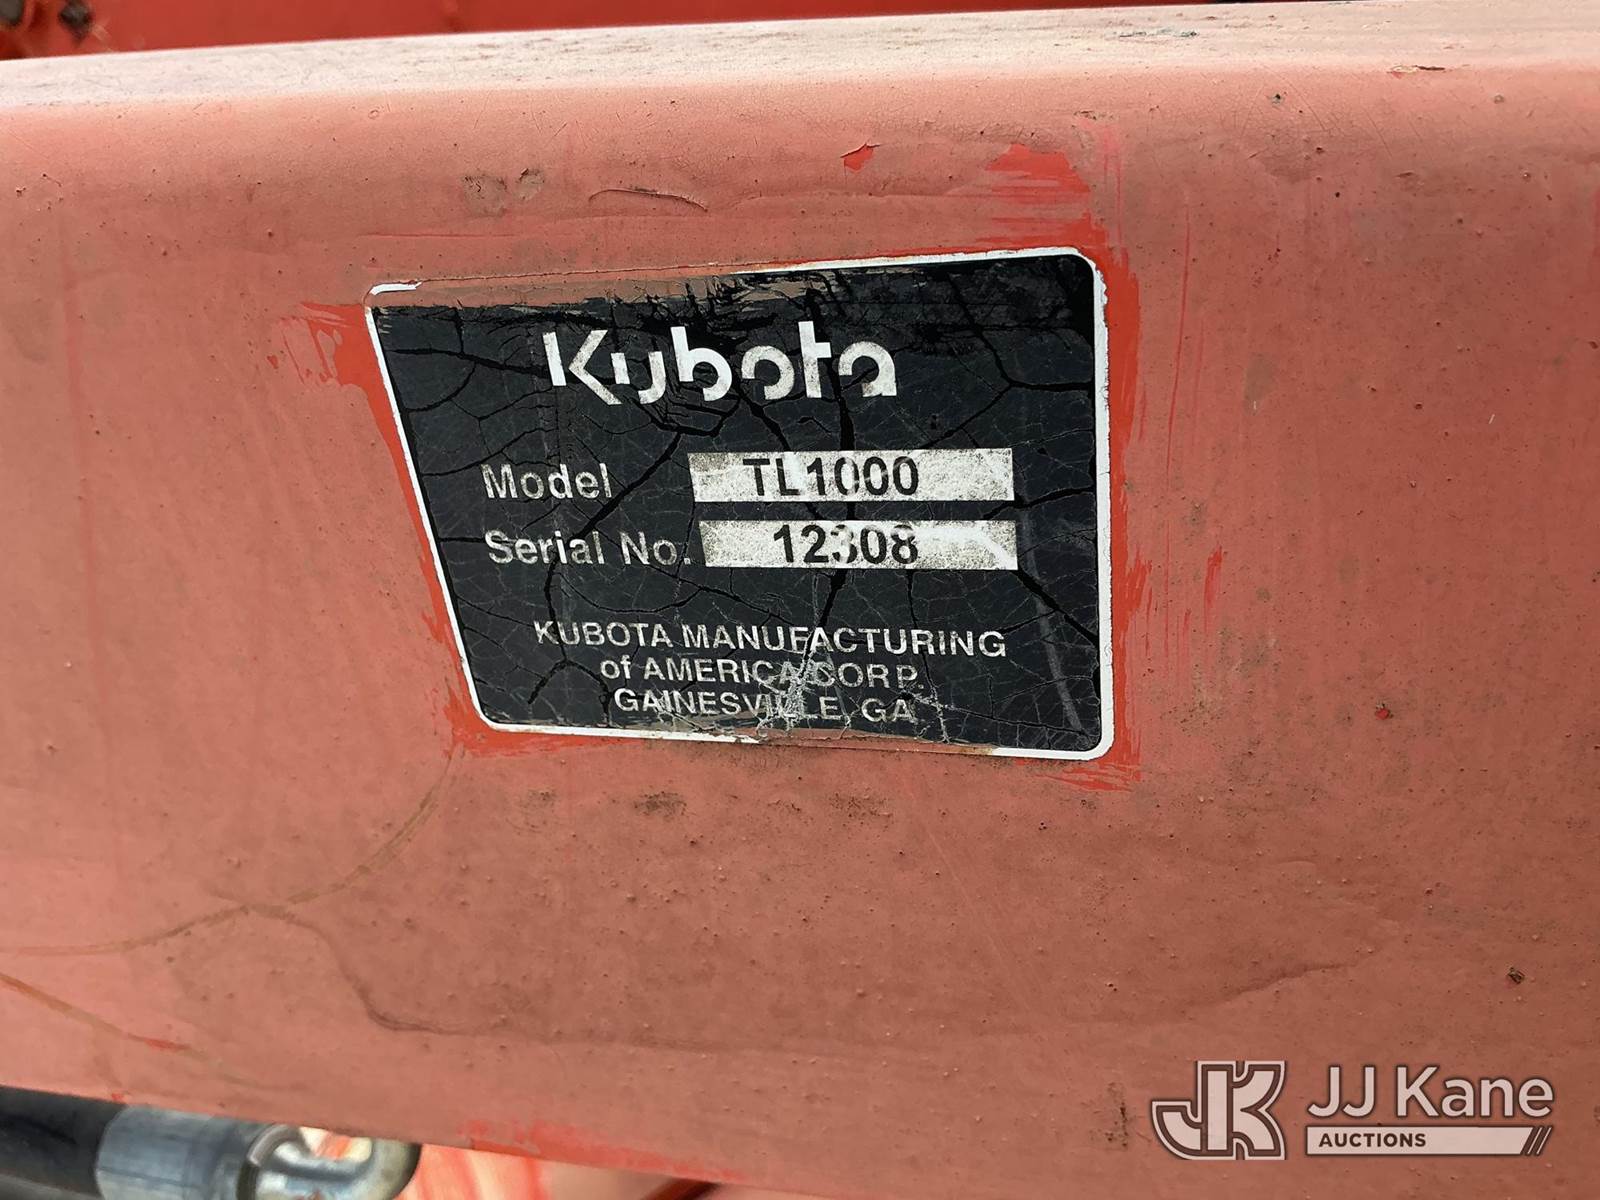 Kubota
Model TL1000
Serial No. 12308
KUBOTA MANUFACTURING
of AMERICA CORP.
GAINESVILLE, GA
JJ Kane
AUCTIONS